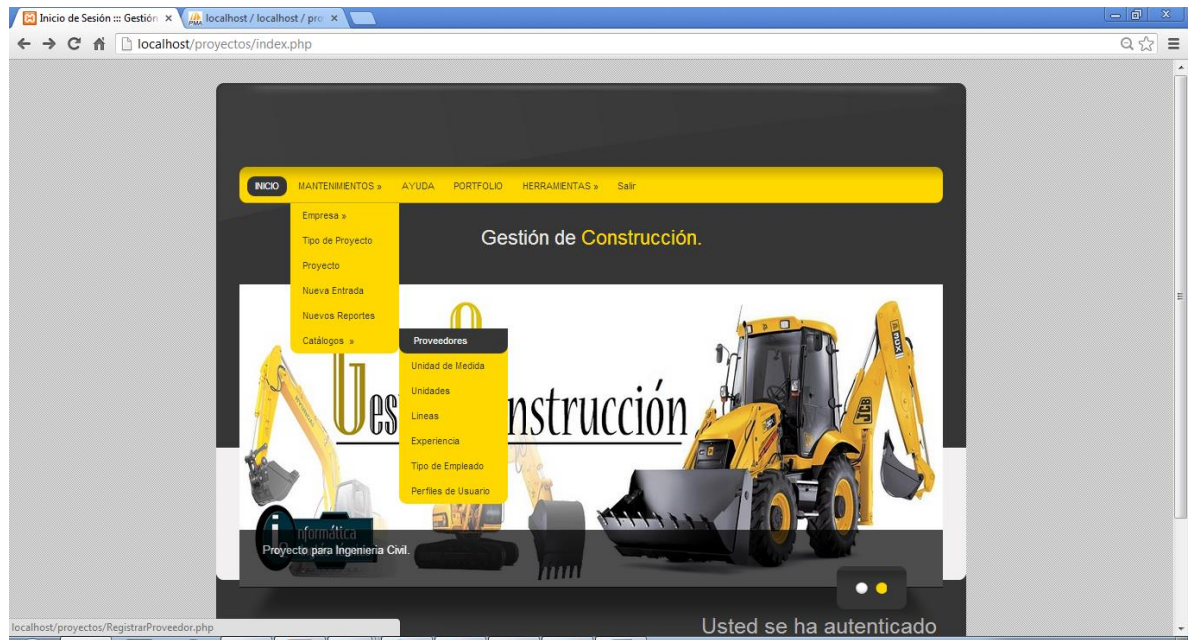 Inicio de Sesión ::: Gestión
localhost / localhost / pro
localhost/proyectos/index.php
INICIO MANTENIMIENTOS » AYUDA PORTFOLIO HERRAMIENTAS » Salir
Empresa »
Tipo de Proyecto
Proyecto
Nueva Entrada
Nuevos Reportes
Catálogos »
Proveedores
Unidad de Medida
Unidades
Lineas
Experiencia
Tipo de Empleado
Perfiles de Usuario
Gestión de Construcción.
Ges
nstrucción
JCB
nformática
Proyecto para Ingenieria Civil.
Usted se ha autenticado
localhost/proyectos/RegistrarProveedor.php